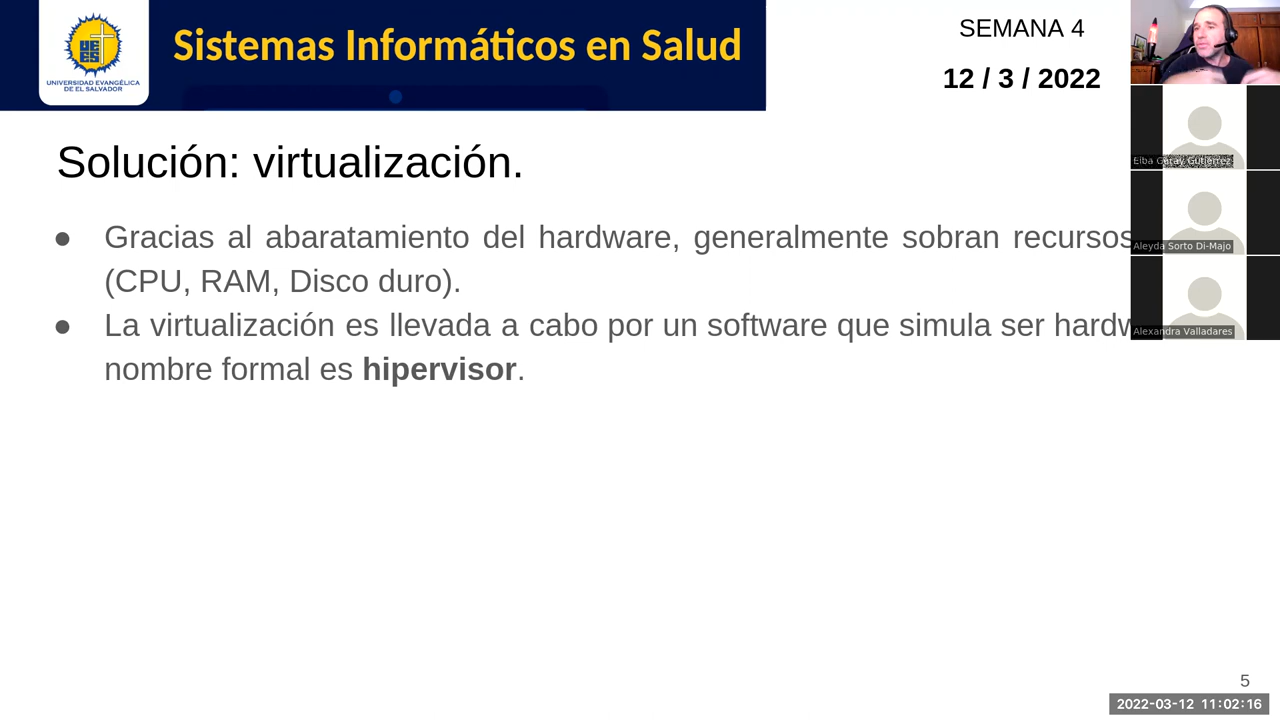 Sistemas Informáticos en Salud
UNIVERSIDAD EVANGÉLICA
DE EL SALVADOR
SEMANA 4
12 / 3 / 2022
Solución: virtualización.
● Gracias al abaratamiento del hardware, generalmente sobran recursos
(CPU, RAM, Disco duro).
● La virtualización es llevada a cabo por un software que simula ser
nombre formal es hipervisor.
Elba Geray Gutierrez
Aleyda Sorto Di-Majo
Alexandra Valladares
5
2022-03-12 11:02:16